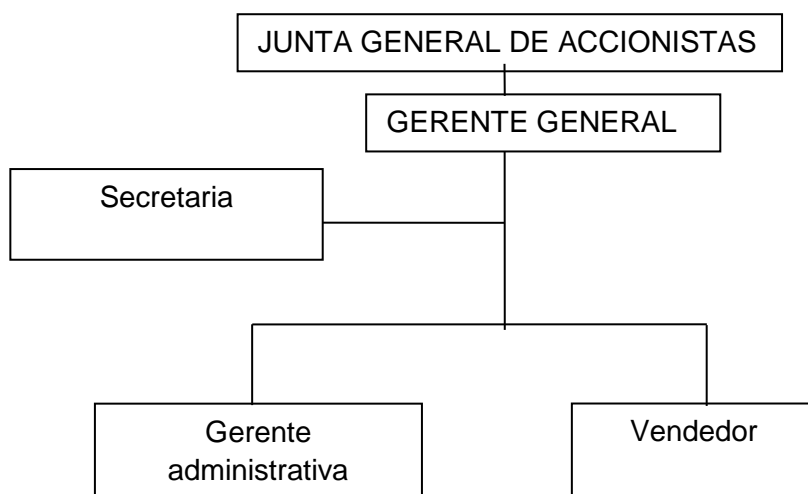 JUNTA GENERAL DE ACCIONISTAS
GERENTE GENERAL
Secretaria
Gerente
administrativa
Vendedor